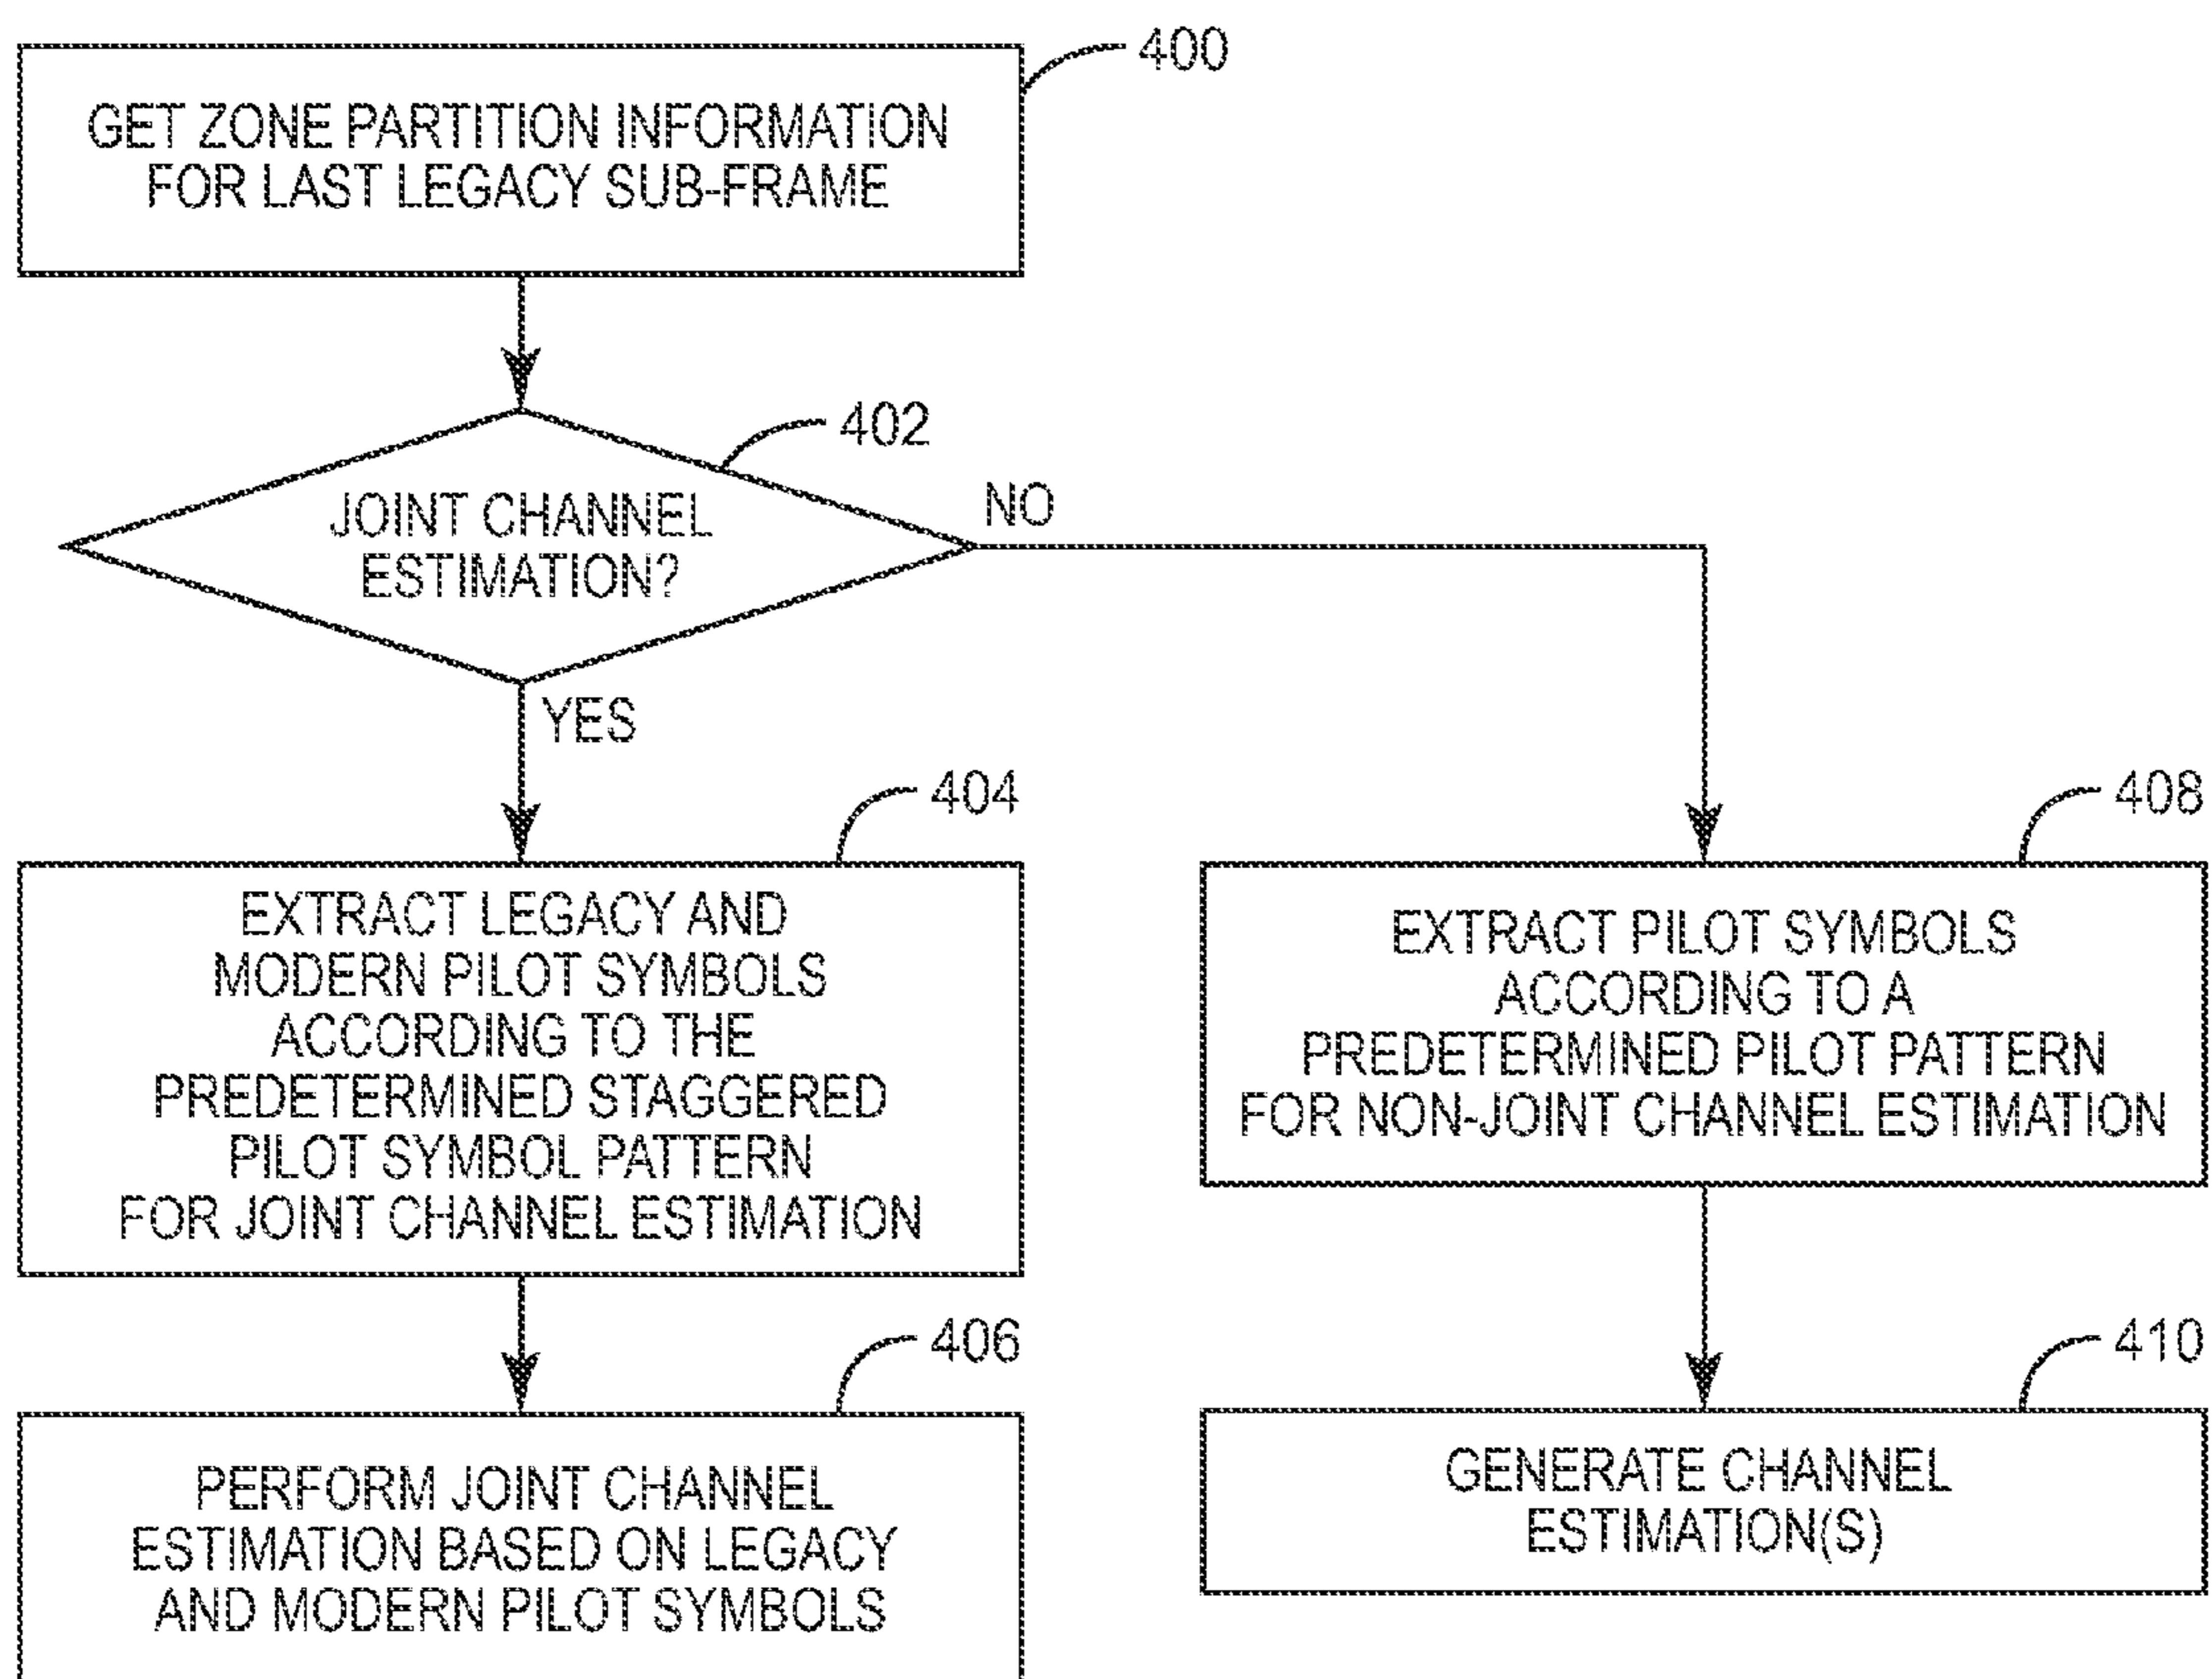 400
GET ZONE PARTITION INFORMATION
FOR LAST LEGACY SUB-FRAME
402
JOINT CHANNEL
ESTIMATION?
NO
YES
404
EXTRACT LEGACY AND
MODERN PILOT SYMBOLS
ACCORDING TO THE
PREDETERMINED STAGGERED
PILOT SYMBOL PATTERN
FOR JOINT CHANNEL ESTIMATION
408
EXTRACT PILOT SYMBOLS
ACCORDING TO A
PREDETERMINED PILOT PATTERN
FOR NON-JOINT CHANNEL ESTIMATION
406
PERFORM JOINT CHANNEL
ESTIMATION BASED ON LEGACY
AND MODERN PILOT SYMBOLS
410
GENERATE CHANNEL
ESTIMATION(S)